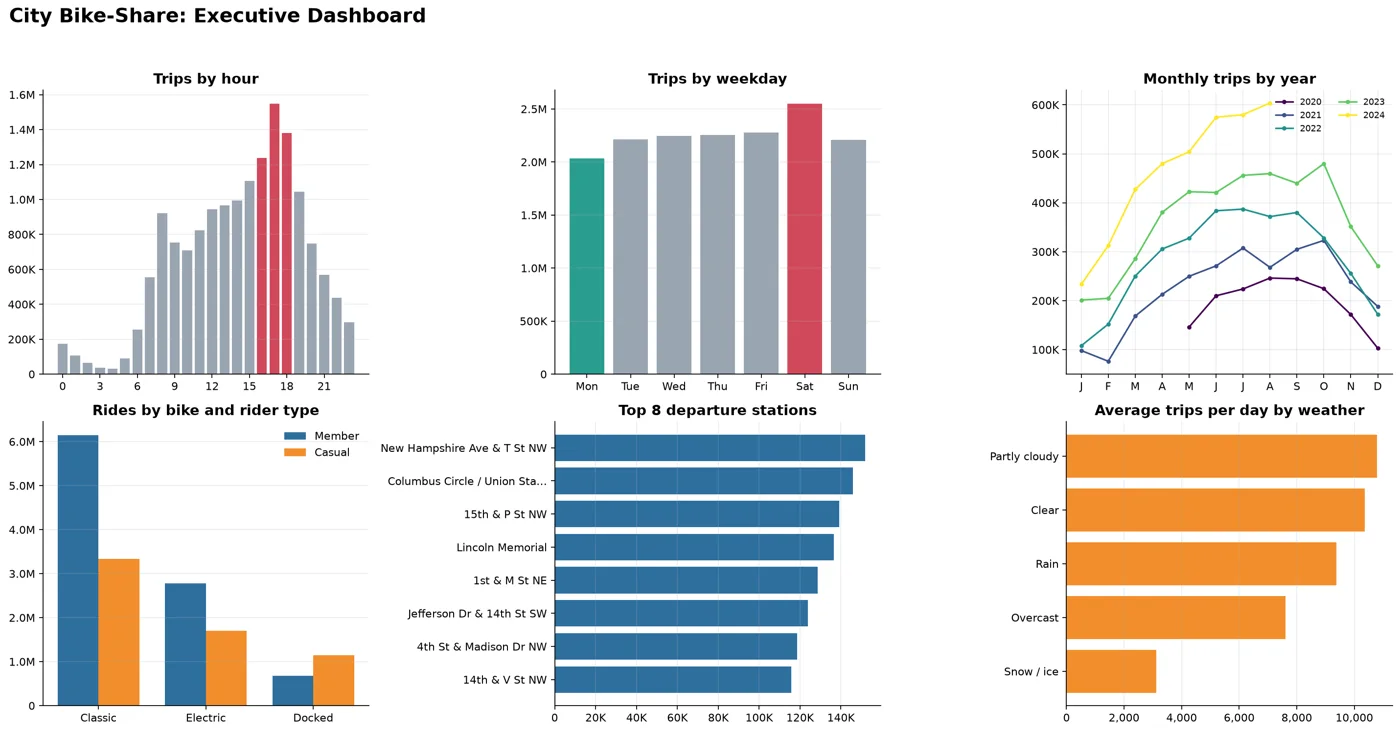 City Bike-Share: Executive Dashboard
Trips by hour
1.6M
1.4M
1.2M
1.0M
800K
600K
400K
200K
0
0 3 6 9 12 15 18 21
Trips by weekday
2.5M
2.0M
1.5M
1.0M
500K
0
Mon Tue Wed Thu Fri Sat Sun
Monthly trips by year
2020 2023
2021 2024
2022
600K
500K
400K
300K
200K
100K
J F M A M J J A S O N D
Rides by bike and rider type
Member
Casual
6.0M
5.0M
4.0M
3.0M
2.0M
1.0M
0
Classic Electric Docked
Top 8 departure stations
New Hampshire Ave & T St NW
Columbus Circle / Union Sta...
15th & P St NW
Lincoln Memorial
1st & M St NE
Jefferson Dr & 14th St SW
4th St & Madison Dr NW
14th & V St NW
0 20K 40K 60K 80K 100K 120K 140K
Average trips per day by weather
Partly cloudy
Clear
Rain
Overcast
Snow / ice
0 2,000 4,000 6,000 8,000 10,000